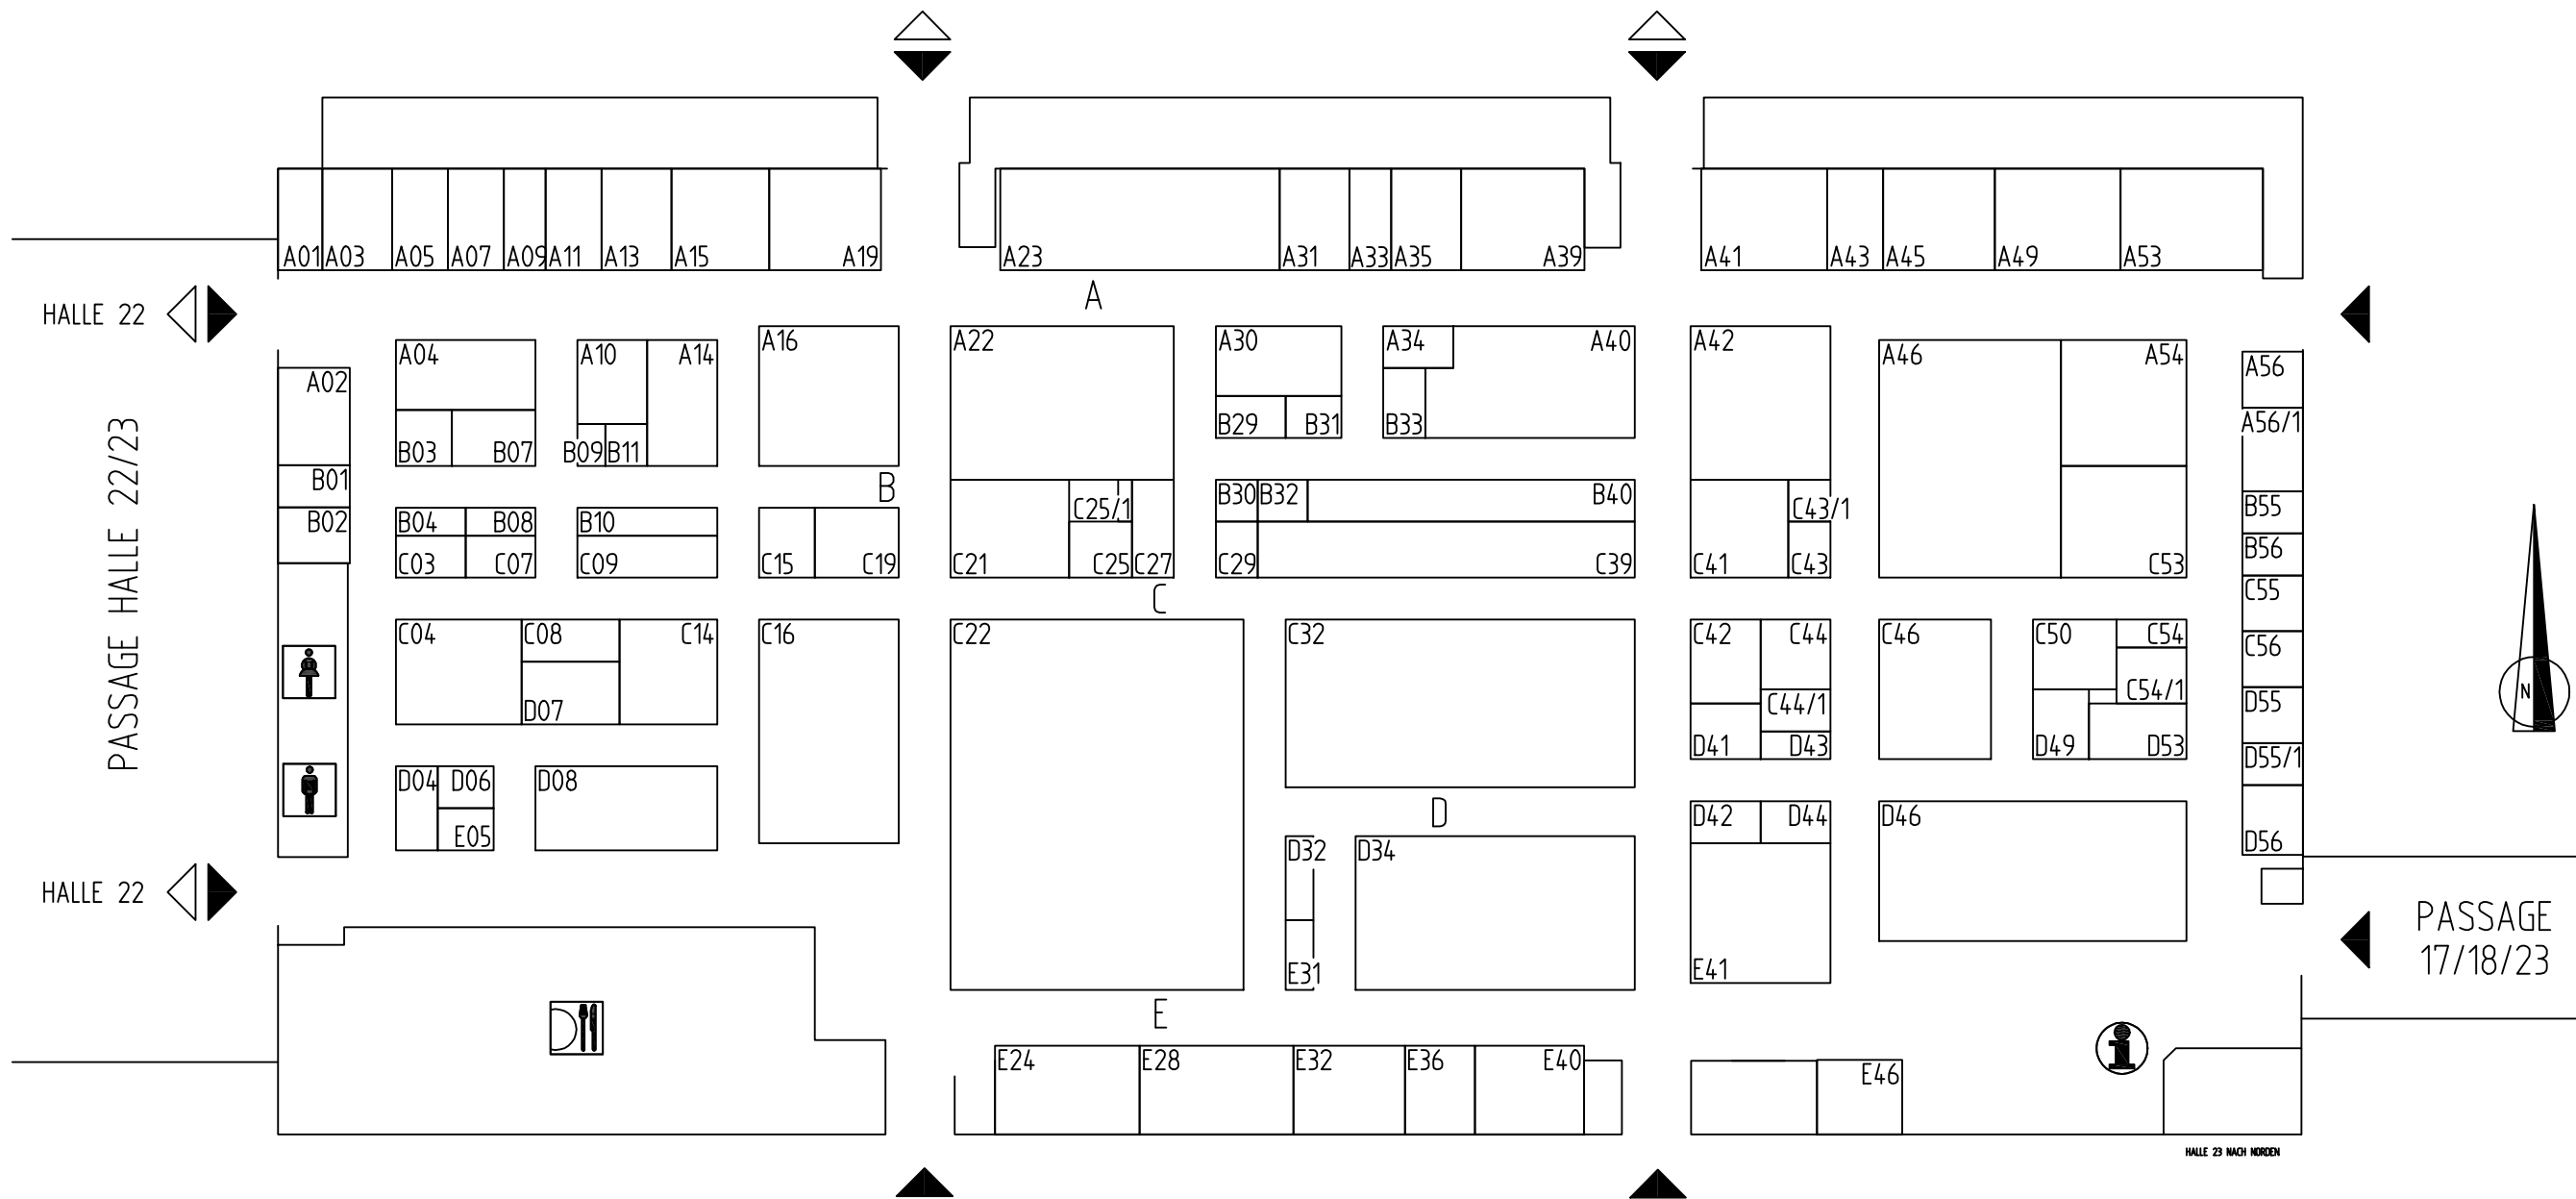 A01 A03 A05 A07 A09 A11 A13 A15 A19 A23 A31 A33 A35 A39 A41 A43 A45 A49 A53
A
HALLE 22
A02 A04 A10 A14 A16 A22 A30 A34 A40 A42 A46 A54 A56
A56/1
B01 B03 B07 B09 B11 B29 B31 B33
PASSAGE HALLE 22/23
B
B02 B04 B08 B10 C25/1 B30 B32 B40 C43/1 B55
B56
C03 C07 C09 C15 C19 C21 C25 C27 C29 C39 C41 C43 C53 C55
C
C04 C08 C14 C16 C22 C32 C42 C44 C46 C50 C54 C56
C44/1 C54/1
D07 D41 D43 D49 D53 D55
N
D55/1
D04 D06 D08 D42 D44 D46
D
E05 D32 D34 D56
HALLE 22
PASSAGE
17/18/23
E31 E41
E
E24 E28 E32 E36 E40 E46
HALLE 23 NACH NORDEN